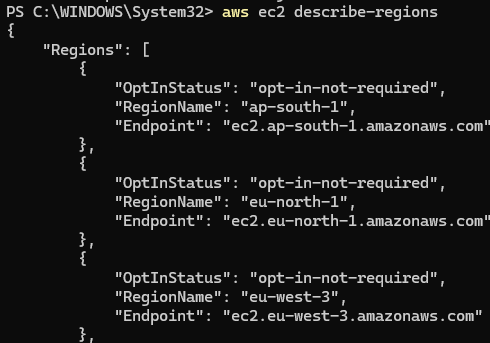 PS C:\WINDOWS\System32> aws ec2 describe-regions
{
    "Regions": [
        {
            "OptInStatus": "opt-in-not-required",
            "RegionName": "ap-south-1",
            "Endpoint": "ec2.ap-south-1.amazonaws.com"
        },
        {
            "OptInStatus": "opt-in-not-required",
            "RegionName": "eu-north-1",
            "Endpoint": "ec2.eu-north-1.amazonaws.com"
        },
        {
            "OptInStatus": "opt-in-not-required",
            "RegionName": "eu-west-3",
            "Endpoint": "ec2.eu-west-3.amazonaws.com"
        },